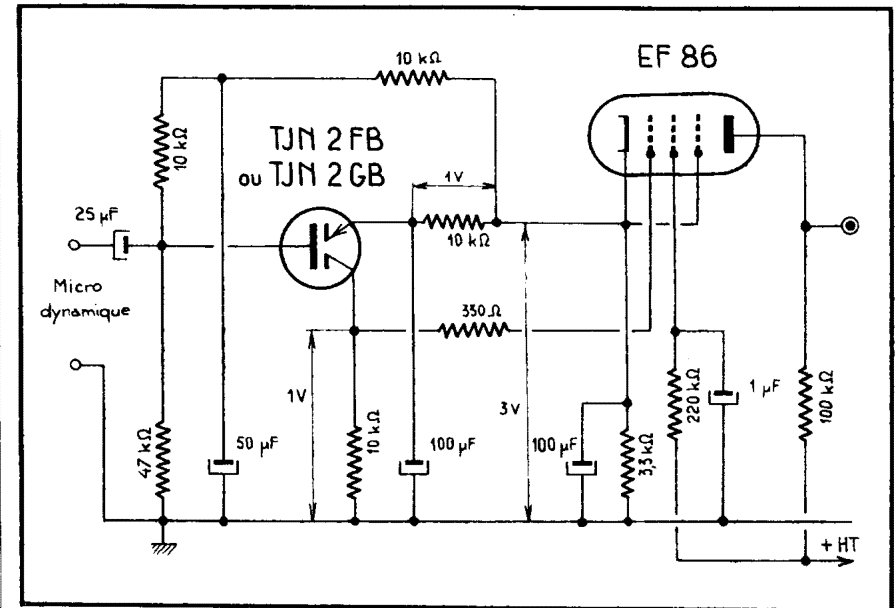 10 kΩ
EF 86
10 kΩ
TJN 2 FB
ou TJN 2 GB
1V
25 µF
10 kΩ
Micro
dynamique
330 Ω
1V
3V
47 kΩ
50 µF
10 kΩ
100 µF
100 µF
3,3 kΩ
220 kΩ
1 µF
100 kΩ
+ HT